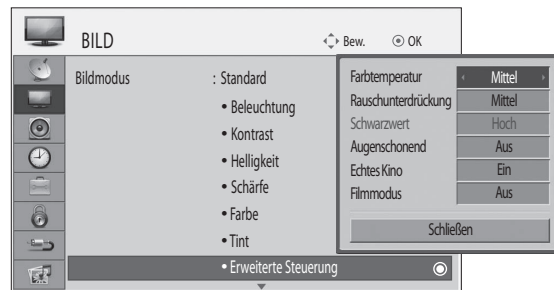 BILD
Bew. OK
Bildmodus : Standard
• Beleuchtung
• Kontrast
• Helligkeit
• Schärfe
• Farbe
• Tint
• Erweiterte Steuerung
Farbtemperatur Mittel
Rauschunterdrückung Mittel
Schwarzwert Hoch
Augenschonend Aus
Echtes Kino Ein
Filmmodus Aus
Schließen